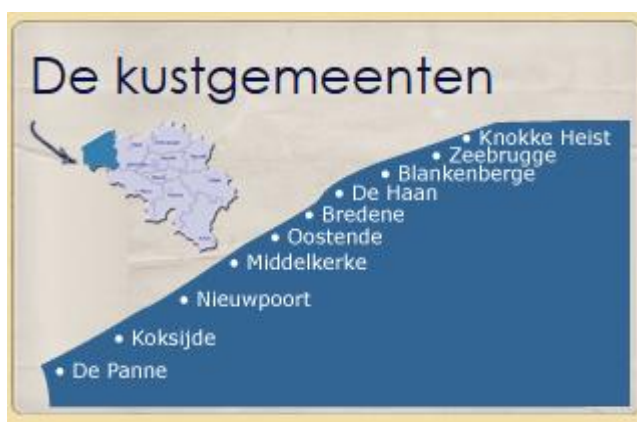 De kustgemeenten
Knokke Heist
Zeebrugge
Blankenberge
De Haan
Bredene
Oostende
Middelkerke
Nieuwpoort
Koksijde
De Panne